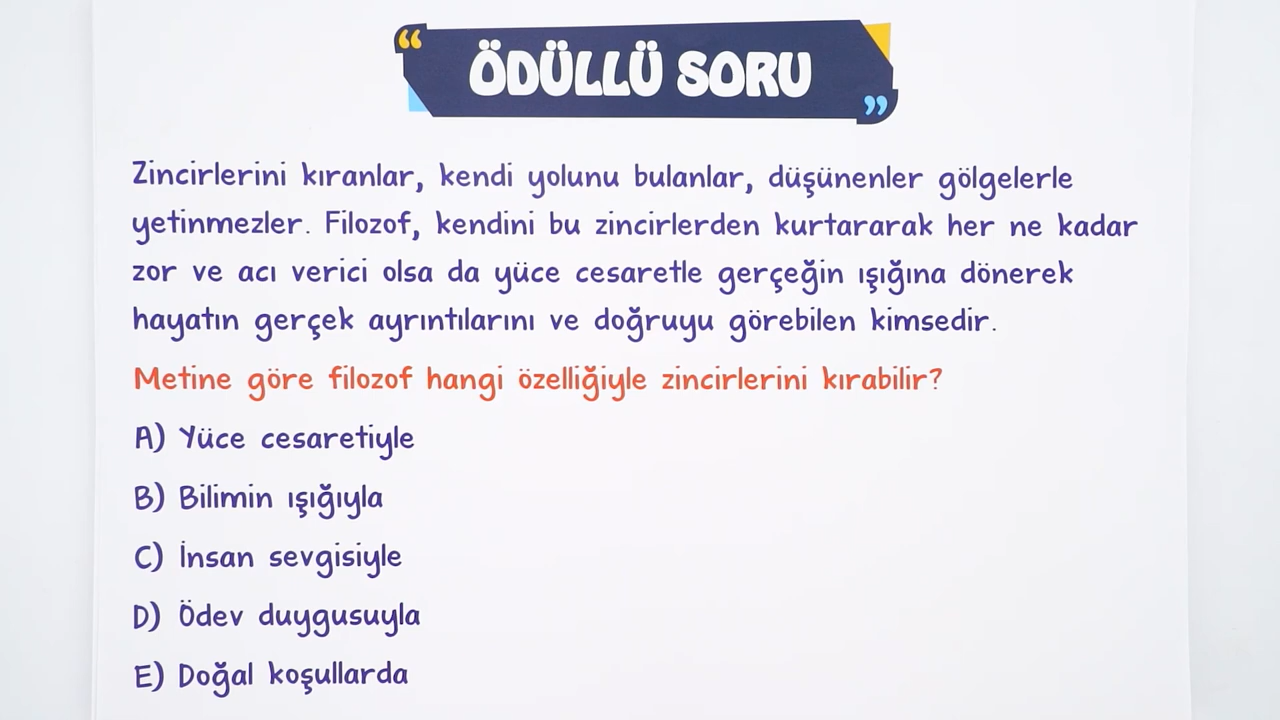 ÖDÜLLÜ SORU
Zincirlerini kıranlar, kendi yolunu bulanlar, düşünenler gölgelerle
yetinmezler. Filozof, kendini bu zincirlerden kurtararak her ne kadar
zor ve acı verici olsa da yüce cesaretle gerçeğin ışığına dönerek
hayatın gerçek ayrıntılarını ve doğruyu görebilen kimsedir.
Metine göre filozof hangi özelliğiyle zincirlerini kırabilir?
A) Yüce cesaretiyle
B) Bilimin ışığıyla
C) İnsan sevgisiyle
D) Ödev duygusuyla
E) Doğal koşullarda